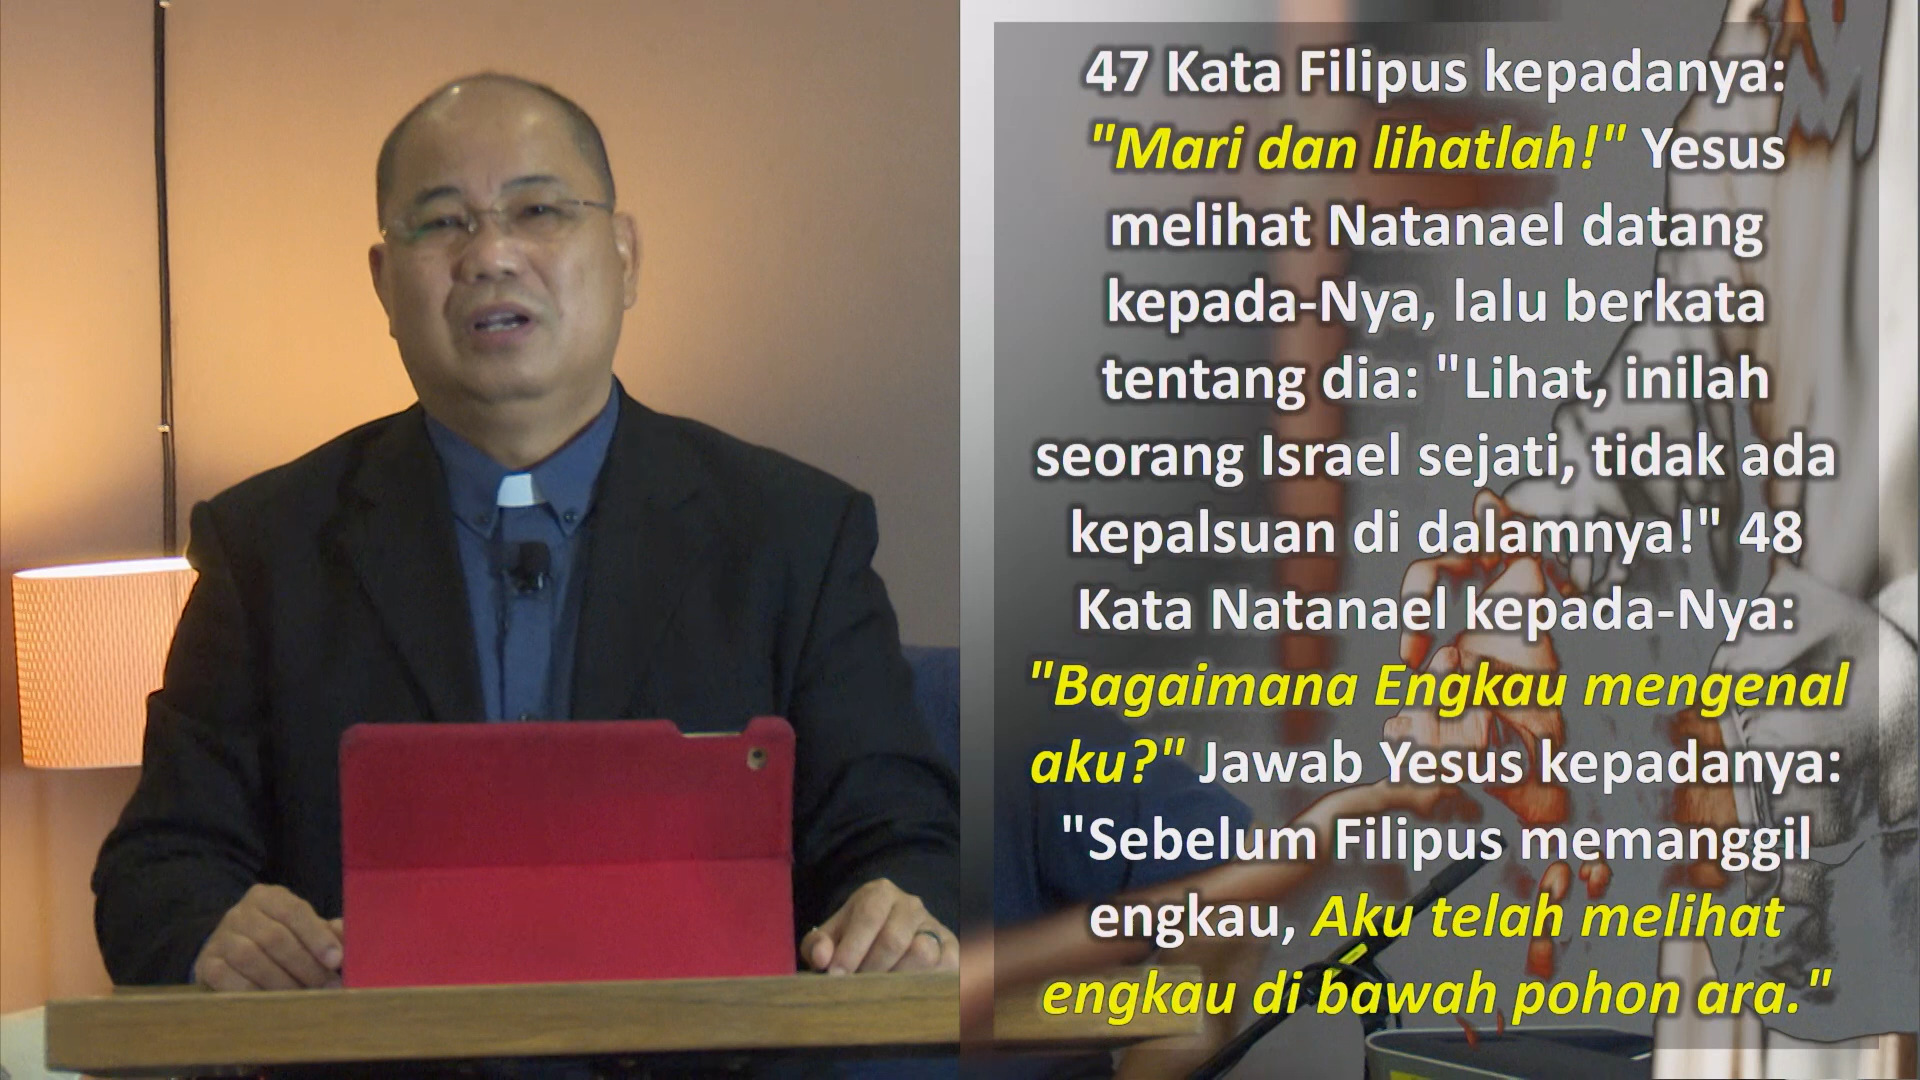 47 Kata Filipus kepadanya:
"Mari dan lihatlah!" Yesus
melihat Natanael datang
kepada-Nya, lalu berkata
tentang dia: "Lihat, inilah
seorang Israel sejati, tidak ada
kepalsuan di dalamnya!" 48
Kata Natanael kepada-Nya:
"Bagaimana Engkau mengenal
aku?" Jawab Yesus kepadanya:
"Sebelum Filipus memanggil
engkau, Aku telah melihat
engkau di bawah pohon ara."